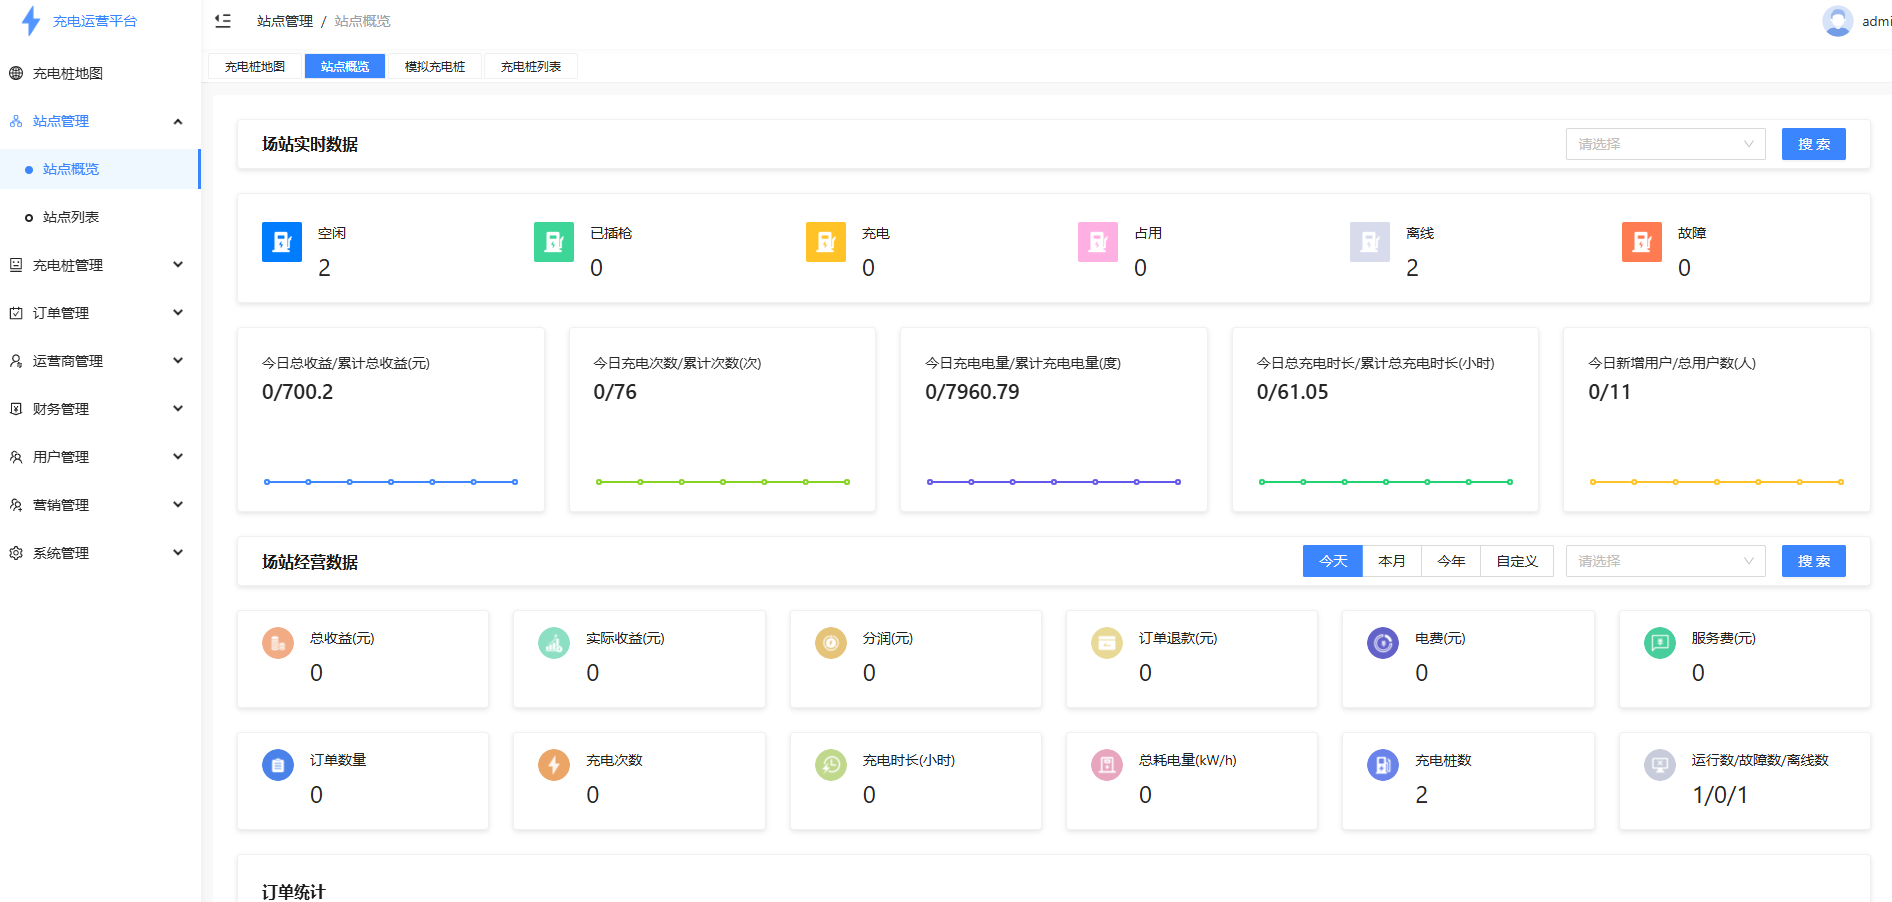 充电运营平台
站点管理 / 站点概览
admi
充电桩地图
站点概览
模拟充电桩
充电桩列表
充电桩地图
站点管理
站点概览
站点列表
充电桩管理
订单管理
运营商管理
财务管理
用户管理
营销管理
系统管理
场站实时数据
请选择
搜 索
空闲
2
已插枪
0
充电
0
占用
0
离线
2
故障
0
今日总收益/累计总收益(元)
0/700.2
今日充电次数/累计次数(次)
0/76
今日充电电量/累计充电电量(度)
0/7960.79
今日总充电时长/累计总充电时长(小时)
0/61.05
今日新增用户/总用户数(人)
0/11
场站经营数据
今天
本月
今年
自定义
请选择
搜 索
总收益(元)
0
实际收益(元)
0
分润(元)
0
订单退款(元)
0
电费(元)
0
服务费(元)
0
订单数量
0
充电次数
0
充电时长(小时)
0
总耗电量(kW/h)
0
充电桩数
2
运行数/故障数/离线数
1/0/1
订单统计